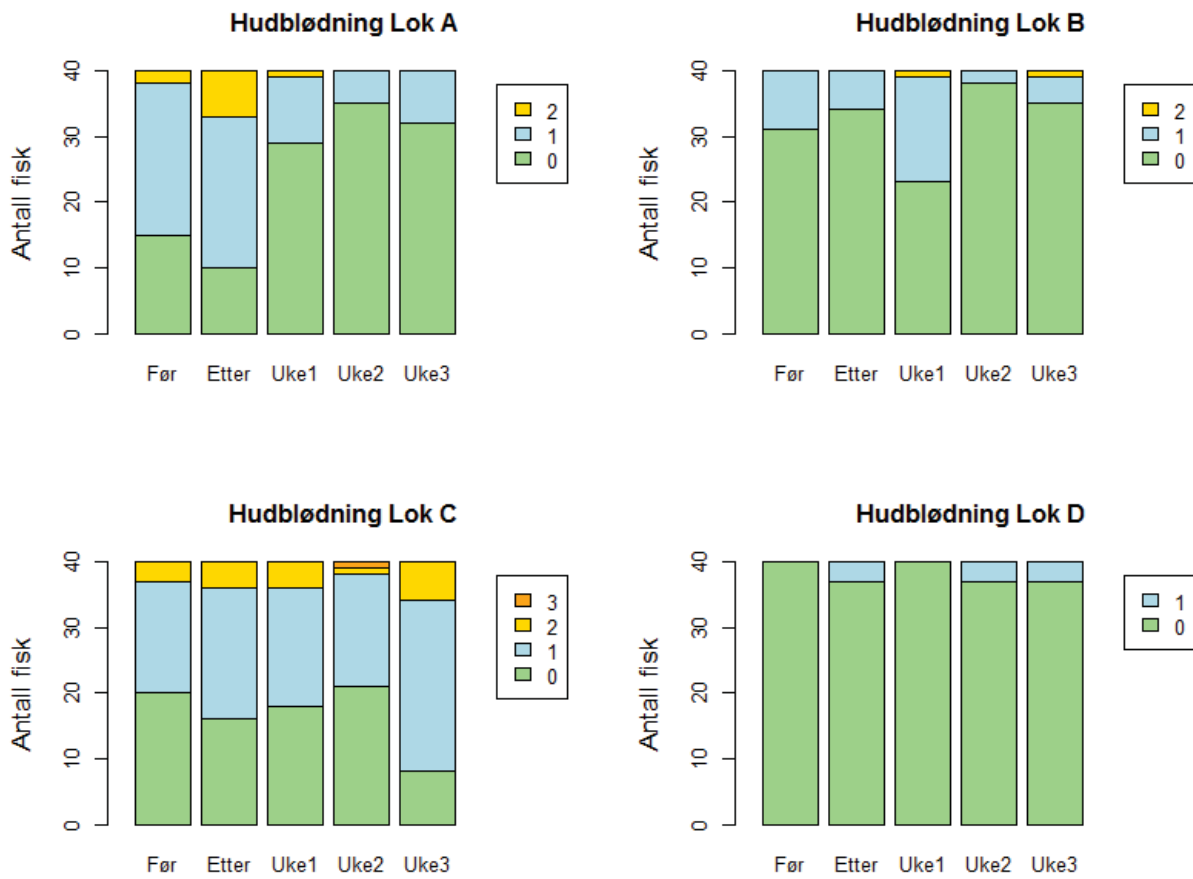 Hudblødning Lok A
Antall fisk
40
30
20
10
0
2
1
0
Før Etter Uke1 Uke2 Uke3
Hudblødning Lok B
Antall fisk
40
30
20
10
0
2
1
0
Før Etter Uke1 Uke2 Uke3
Hudblødning Lok C
Antall fisk
40
30
20
10
0
3
2
1
0
Før Etter Uke1 Uke2 Uke3
Hudblødning Lok D
Antall fisk
40
30
20
10
0
1
0
Før Etter Uke1 Uke2 Uke3